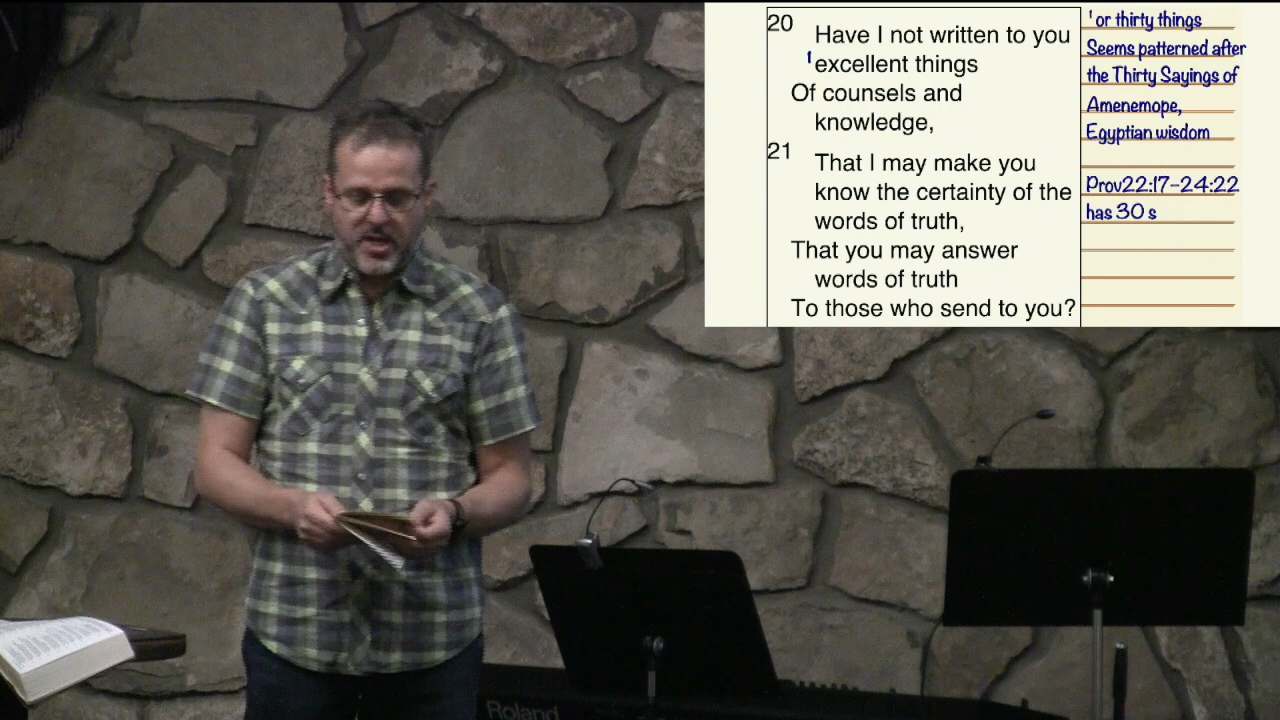 20
Have I not written to you
¹excellent things
Of counsels and
knowledge,
21
That I may make you
know the certainty of the
words of truth,
That you may answer
words of truth
To those who send to you?
¹ or thirty things
Seems patterned after
the Thirty Sayings of
Amenemope,
Egyptian wisdom
Prov22:17-24:22
has 30 s
Roland